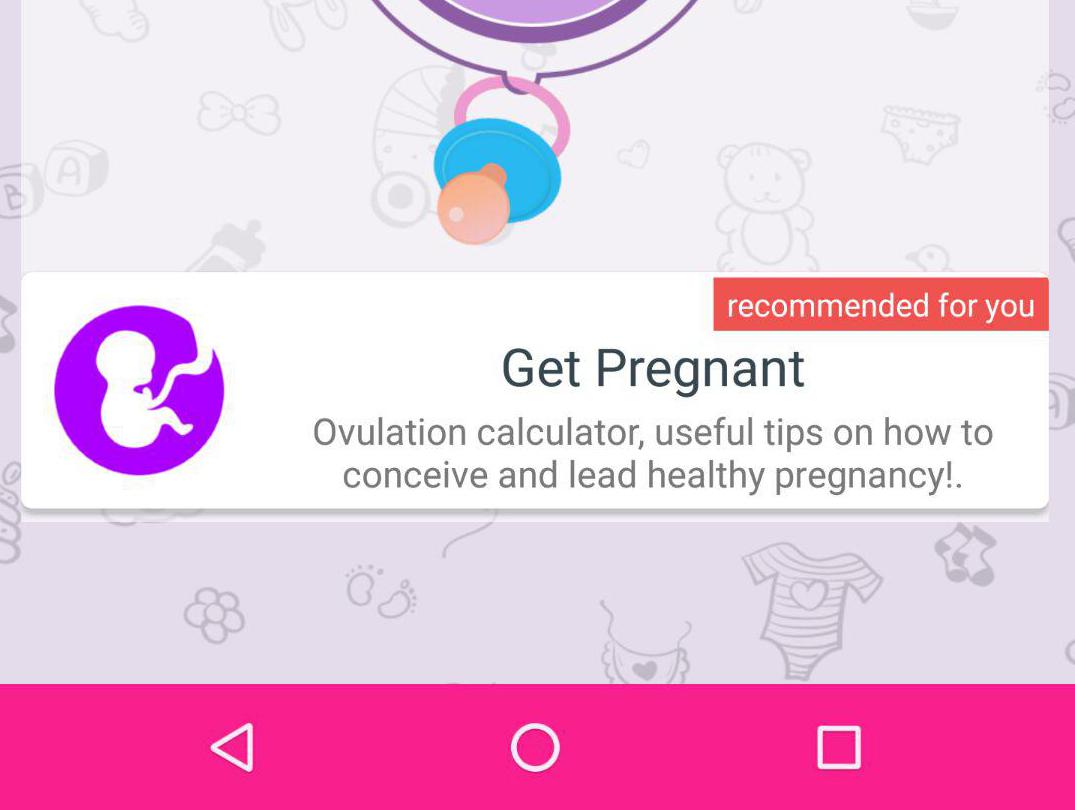 B A
recommended for you
Get Pregnant
Ovulation calculator, useful tips on how to
conceive and lead healthy pregnancy!.
A